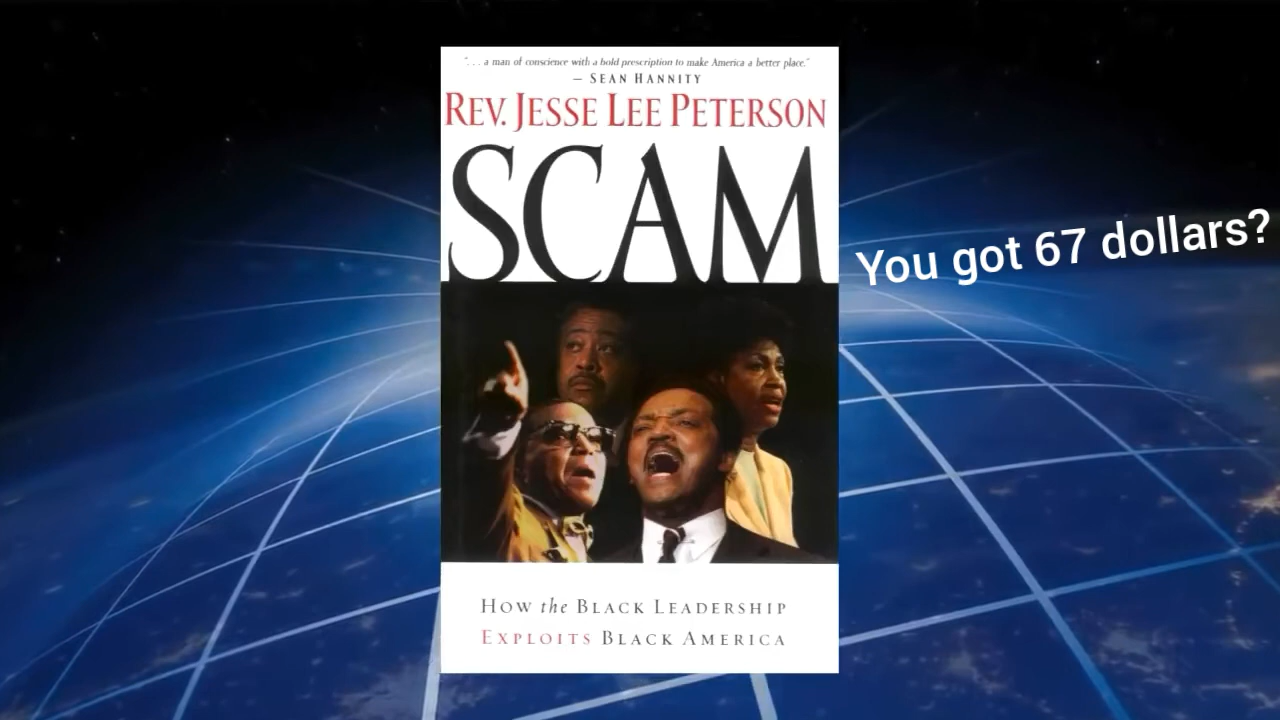 ". . . a man of conscience with a bold prescription to make America a better place."
— SEAN HANNITY
REV. JESSE LEE PETERSON
SCAM
You got 67 dollars?
HOW the BLACK LEADERSHIP
EXPLOITS BLACK AMERICA